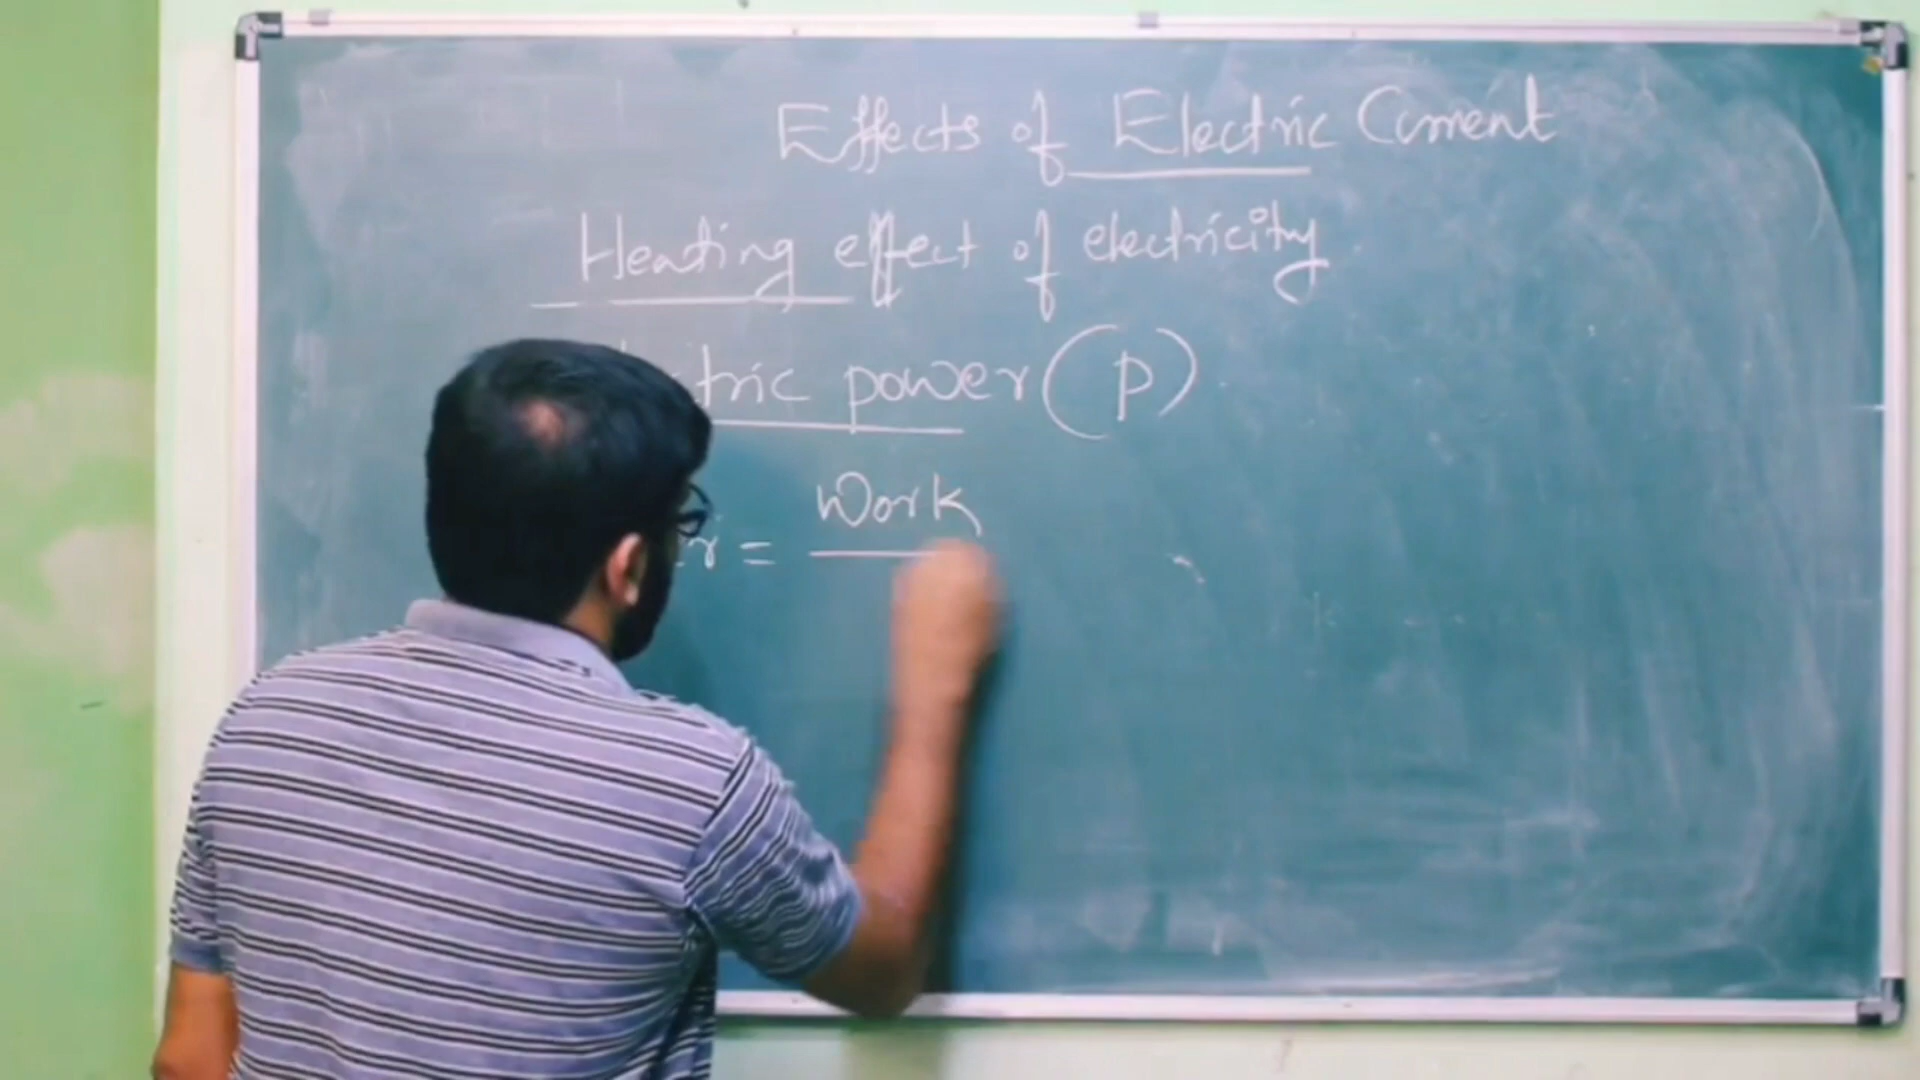 Effects of Electric Current
Heating effect of electricity
power (P)
= Work